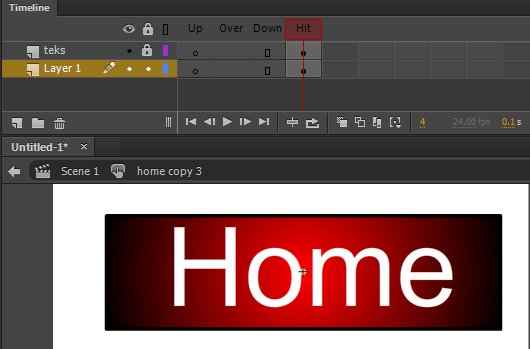 Timeline
Up Over Down Hit
teks
Layer 1
4 24.00 fps 0.1 s
Untitled-1* ×
Scene 1 home copy 3
Home